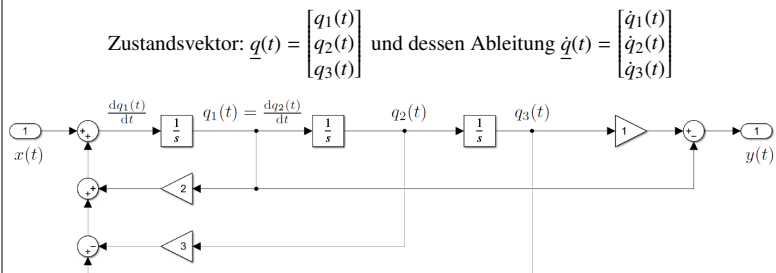 Zustandsvektor: q(t) = [q₁(t) q₂(t) q₃(t)] und dessen Ableitung q̇(t) = [q̇₁(t) q̇₂(t) q̇₃(t)]
dq₁(t)/dt q₁(t) = dq₂(t)/dt q₂(t) q₃(t)
1 + + 1/s 1/s 1/s 1 + − 1
x(t) y(t)
+ + 2
+ − 3